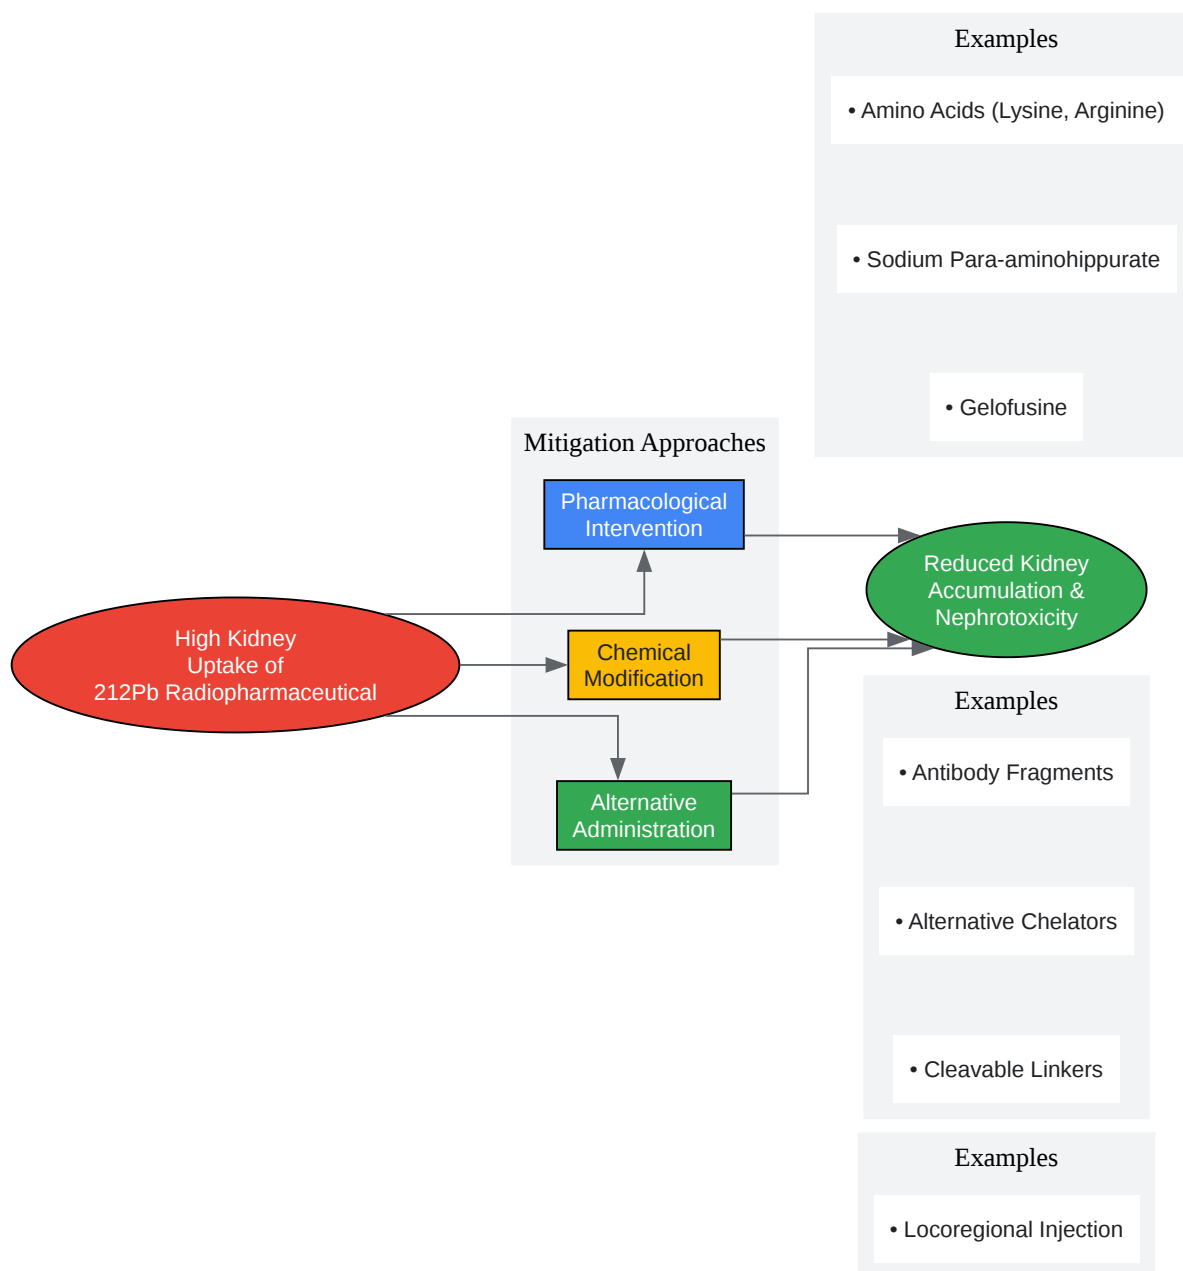 Examples
• Amino Acids (Lysine, Arginine)
• Sodium Para-aminohippurate
• Gelofusine
Mitigation Approaches
Pharmacological
Intervention
Reduced Kidney
Accumulation &
Nephrotoxicity
High Kidney
Uptake of
212Pb Radiopharmaceutical
Chemical
Modification
Alternative
Administration
Examples
• Antibody Fragments
• Alternative Chelators
• Cleavable Linkers
Examples
• Locoregional Injection